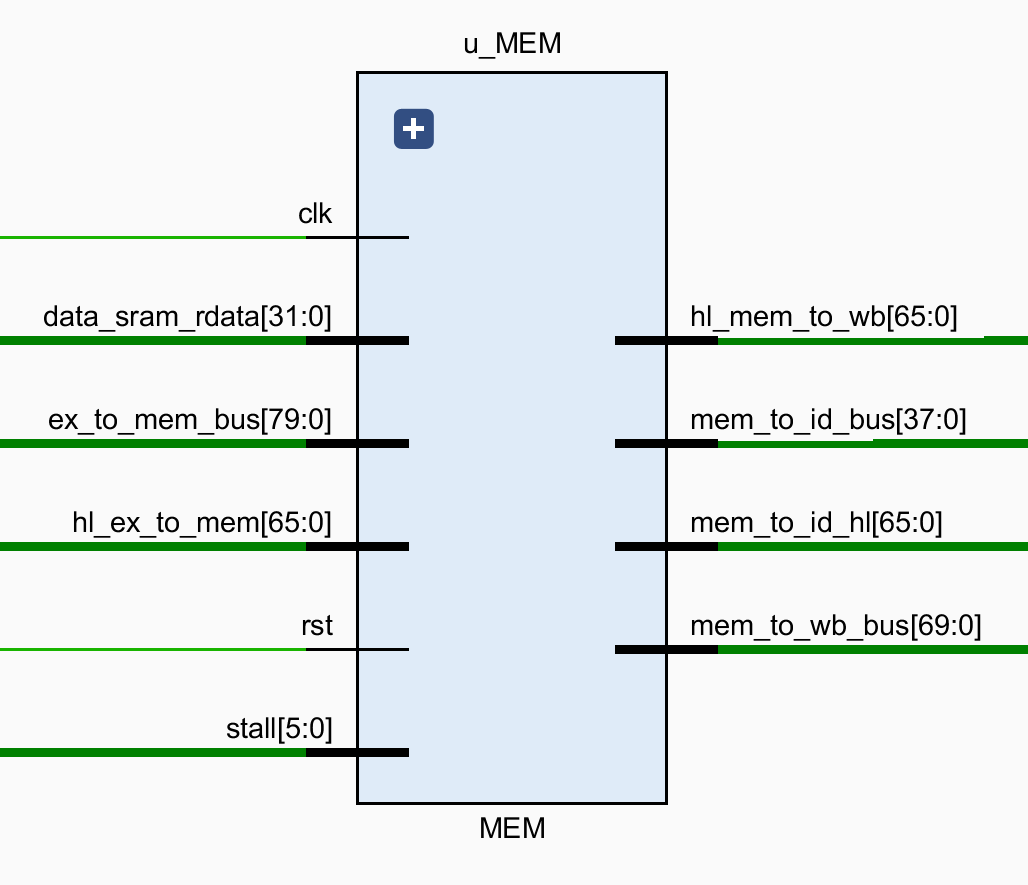 u_MEM
clk
data_sram_rdata[31:0]
hl_mem_to_wb[65:0]
ex_to_mem_bus[79:0]
mem_to_id_bus[37:0]
hl_ex_to_mem[65:0]
mem_to_id_hl[65:0]
rst
mem_to_wb_bus[69:0]
stall[5:0]
MEM